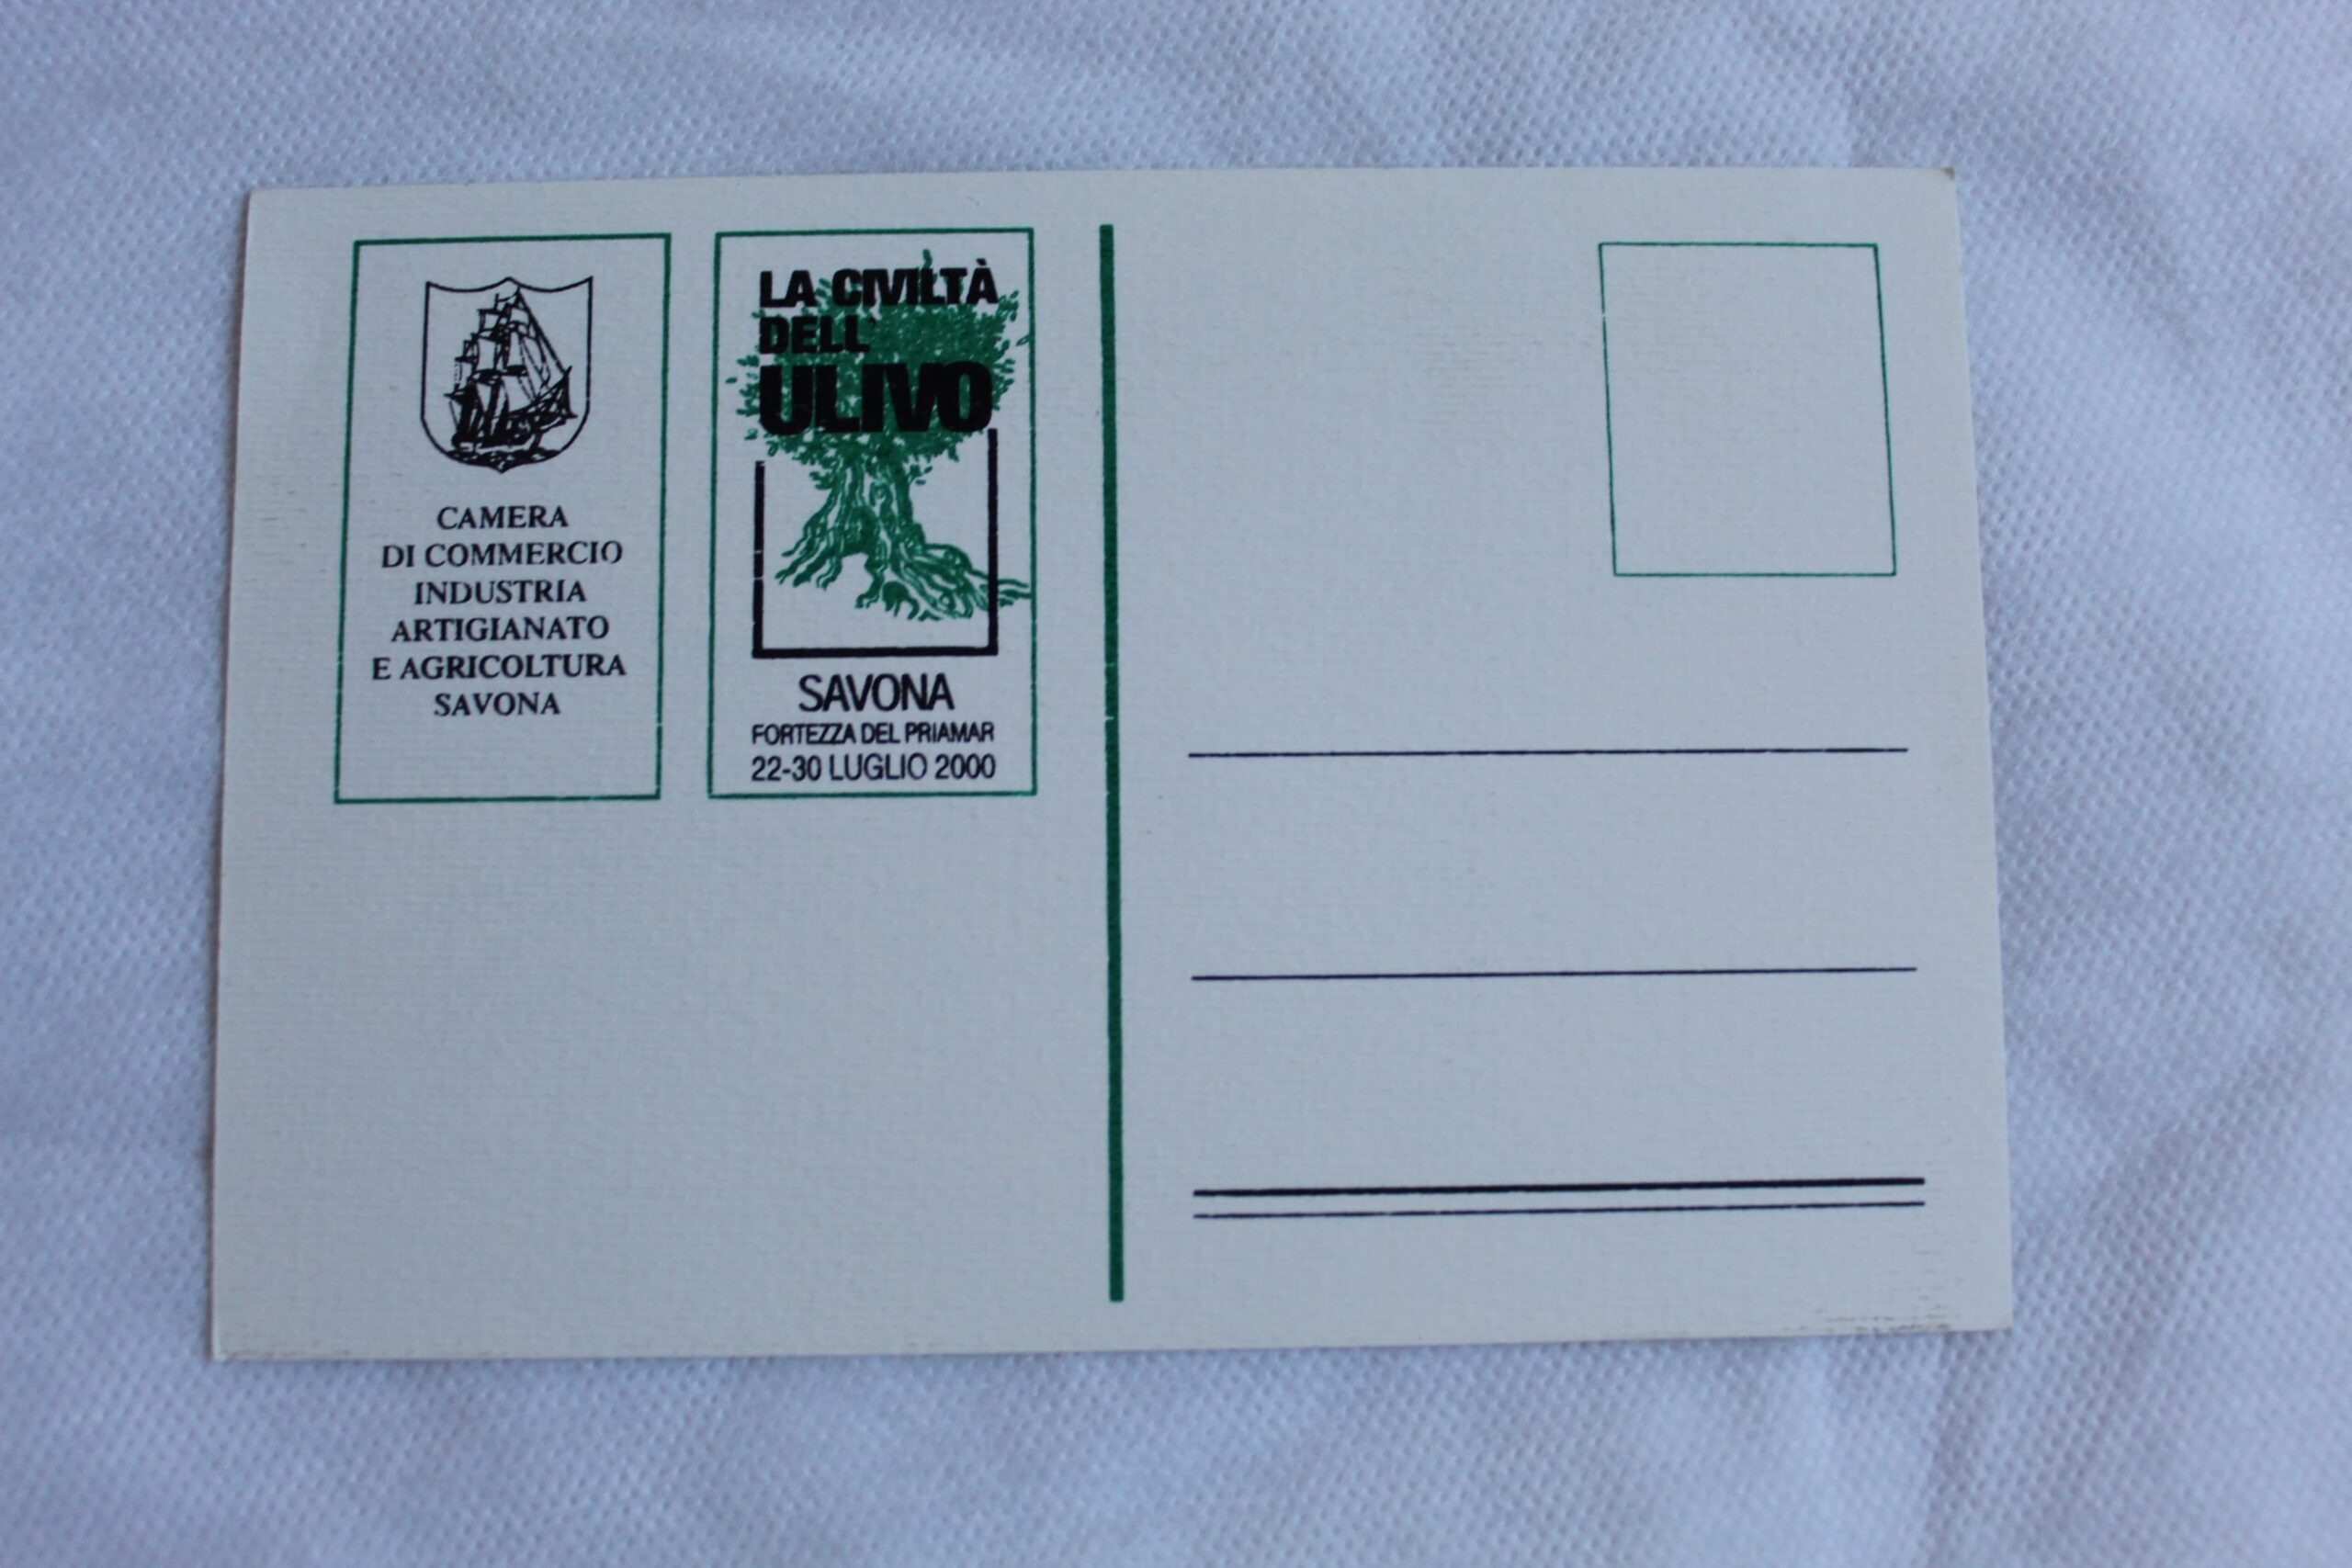 CAMERA
DI COMMERCIO
INDUSTRIA
ARTIGIANATO
E AGRICOLTURA
SAVONA
LA CIVILTÀ
DELL'
ULIVO
SAVONA
FORTEZZA DEL PRIAMAR
22-30 LUGLIO 2000